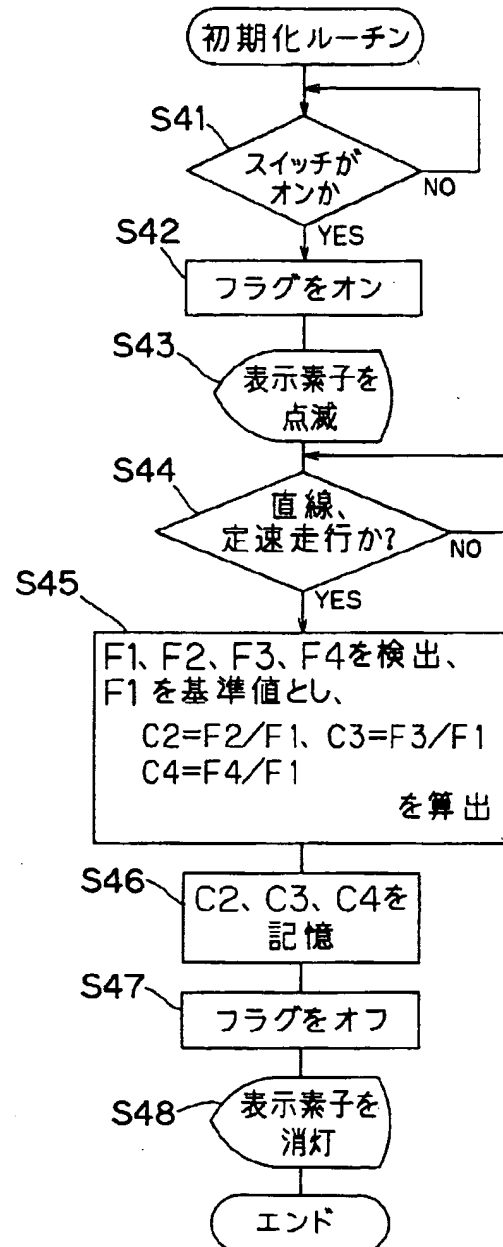 初期化ルーチン
S41
スイッチが
オンか
NO
YES
S42
フラグをオン
S43
表示素子を
点滅
S44
直線、
定速走行か?
NO
YES
S45
F1、F2、F3、F4を検出、
F1を基準値とし、
C2=F2/F1、C3=F3/F1
C4=F4/F1
を算出
S46
C2、C3、C4を
記憶
S47
フラグをオフ
S48
表示素子を
消灯
エンド